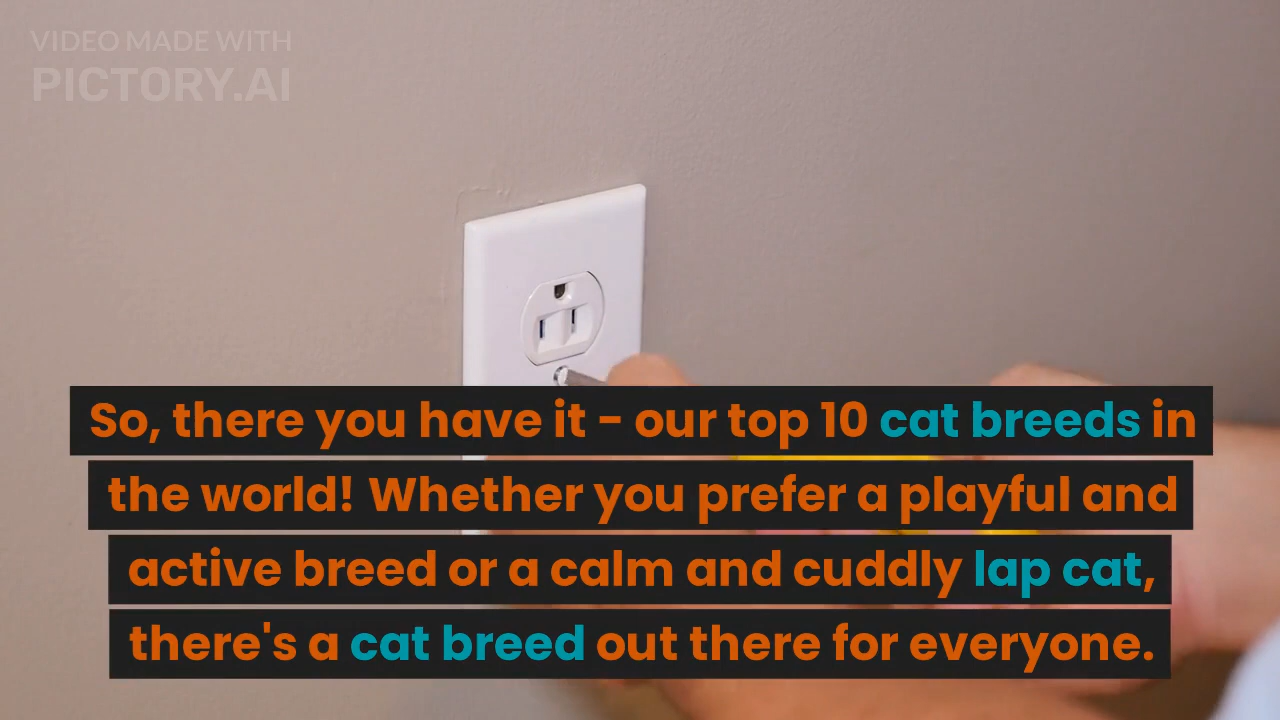 VIDEO MADE WITH
PICTORY.AI
So, there you have it - our top 10 cat breeds in
the world! Whether you prefer a playful and
active breed or a calm and cuddly lap cat,
there's a cat breed out there for everyone.